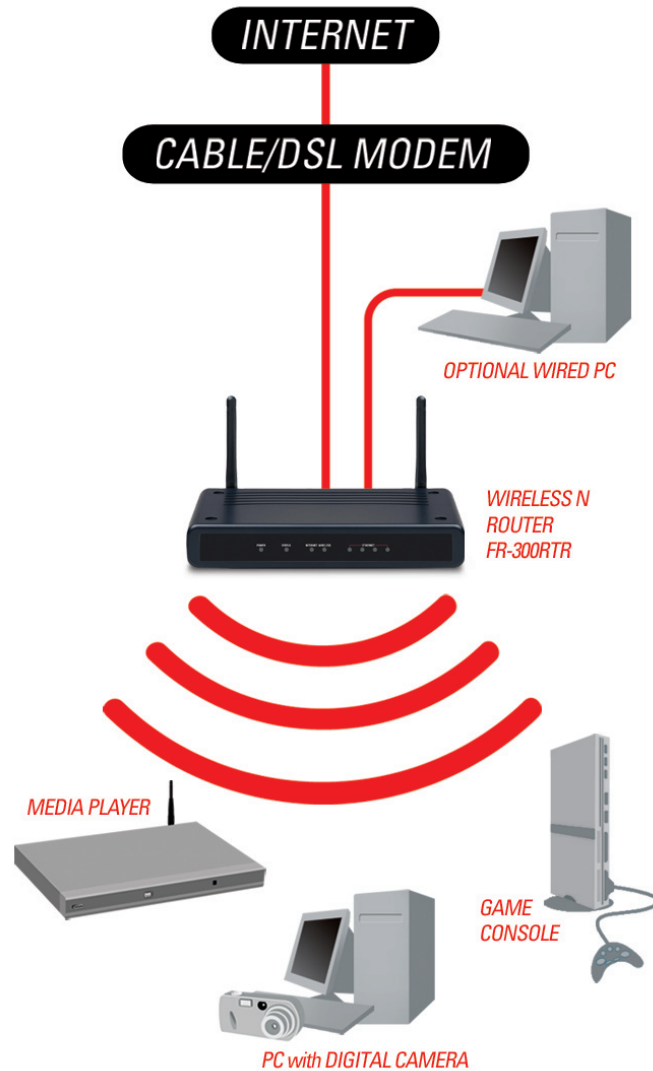 INTERNET
CABLE/DSL MODEM
OPTIONAL WIRED PC
WIRELESS N
ROUTER
FR-300RTR
MEDIA PLAYER
GAME
CONSOLE
PC with DIGITAL CAMERA